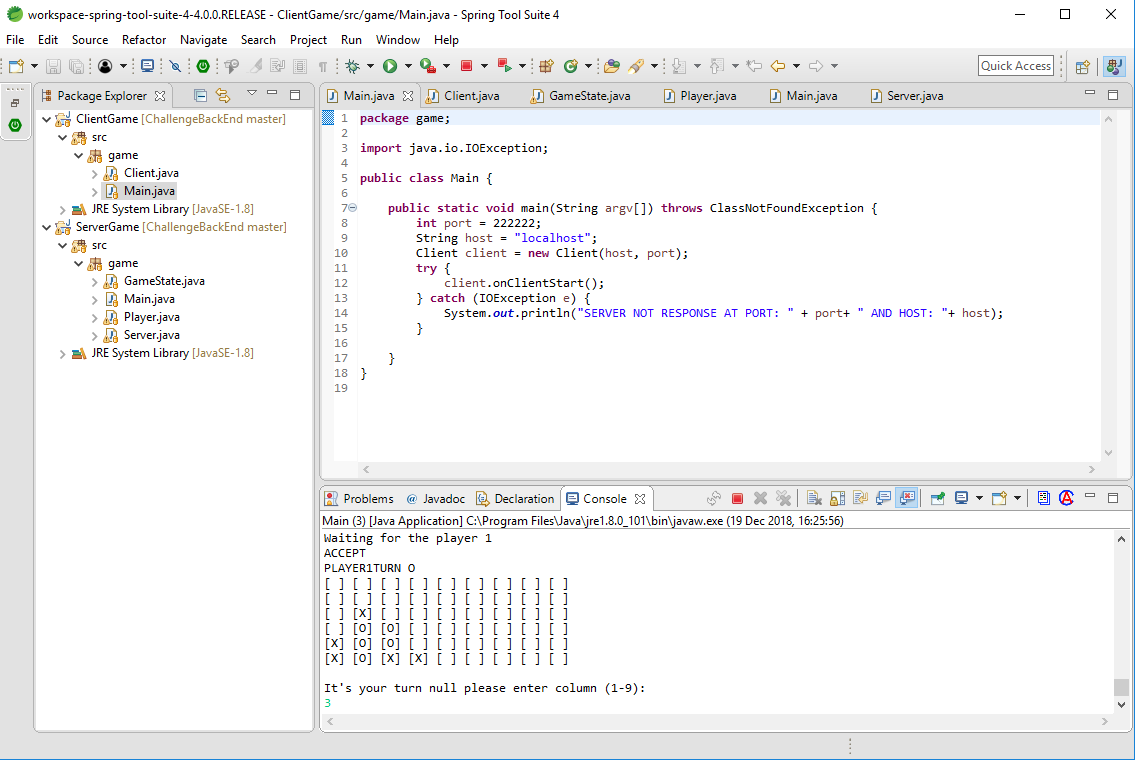 workspace-spring-tool-suite-4-4.0.0.RELEASE - ClientGame/src/game/Main.java - Spring Tool Suite 4
File Edit Source Refactor Navigate Search Project Run Window Help
Quick Access
Package Explorer
ClientGame [ChallengeBackEnd master]
src
game
Client.java
Main.java
JRE System Library [JavaSE-1.8]
ServerGame [ChallengeBackEnd master]
src
game
GameState.java
Main.java
Player.java
Server.java
JRE System Library [JavaSE-1.8]
Main.java Client.java GameState.java Player.java Main.java Server.java
1 package game;
2
3 import java.io.IOException;
4
5 public class Main {
6
7 public static void main(String argv[]) throws ClassNotFoundException {
8 int port = 222222;
9 String host = "localhost";
10 Client client = new Client(host, port);
11 try {
12 client.onClientStart();
13 } catch (IOException e) {
14 System.out.println("SERVER NOT RESPONSE AT PORT: " + port+ " AND HOST: "+ host);
15 }
16
17 }
18 }
19
Problems @ Javadoc Declaration Console
Main (3) [Java Application] C:\Program Files\Java\jre1.8.0_101\bin\javaw.exe (19 Dec 2018, 16:25:56)
Waiting for the player 1
ACCEPT
PLAYER1TURN O
[ ] [ ] [ ] [ ] [ ] [ ] [ ] [ ] [ ]
[ ] [ ] [ ] [ ] [ ] [ ] [ ] [ ] [ ]
[ ] [X] [ ] [ ] [ ] [ ] [ ] [ ] [ ]
[ ] [O] [O] [ ] [ ] [ ] [ ] [ ] [ ]
[X] [O] [O] [ ] [ ] [ ] [ ] [ ] [ ]
[X] [O] [X] [X] [ ] [ ] [ ] [ ] [ ]
It's your turn null please enter column (1-9):
3